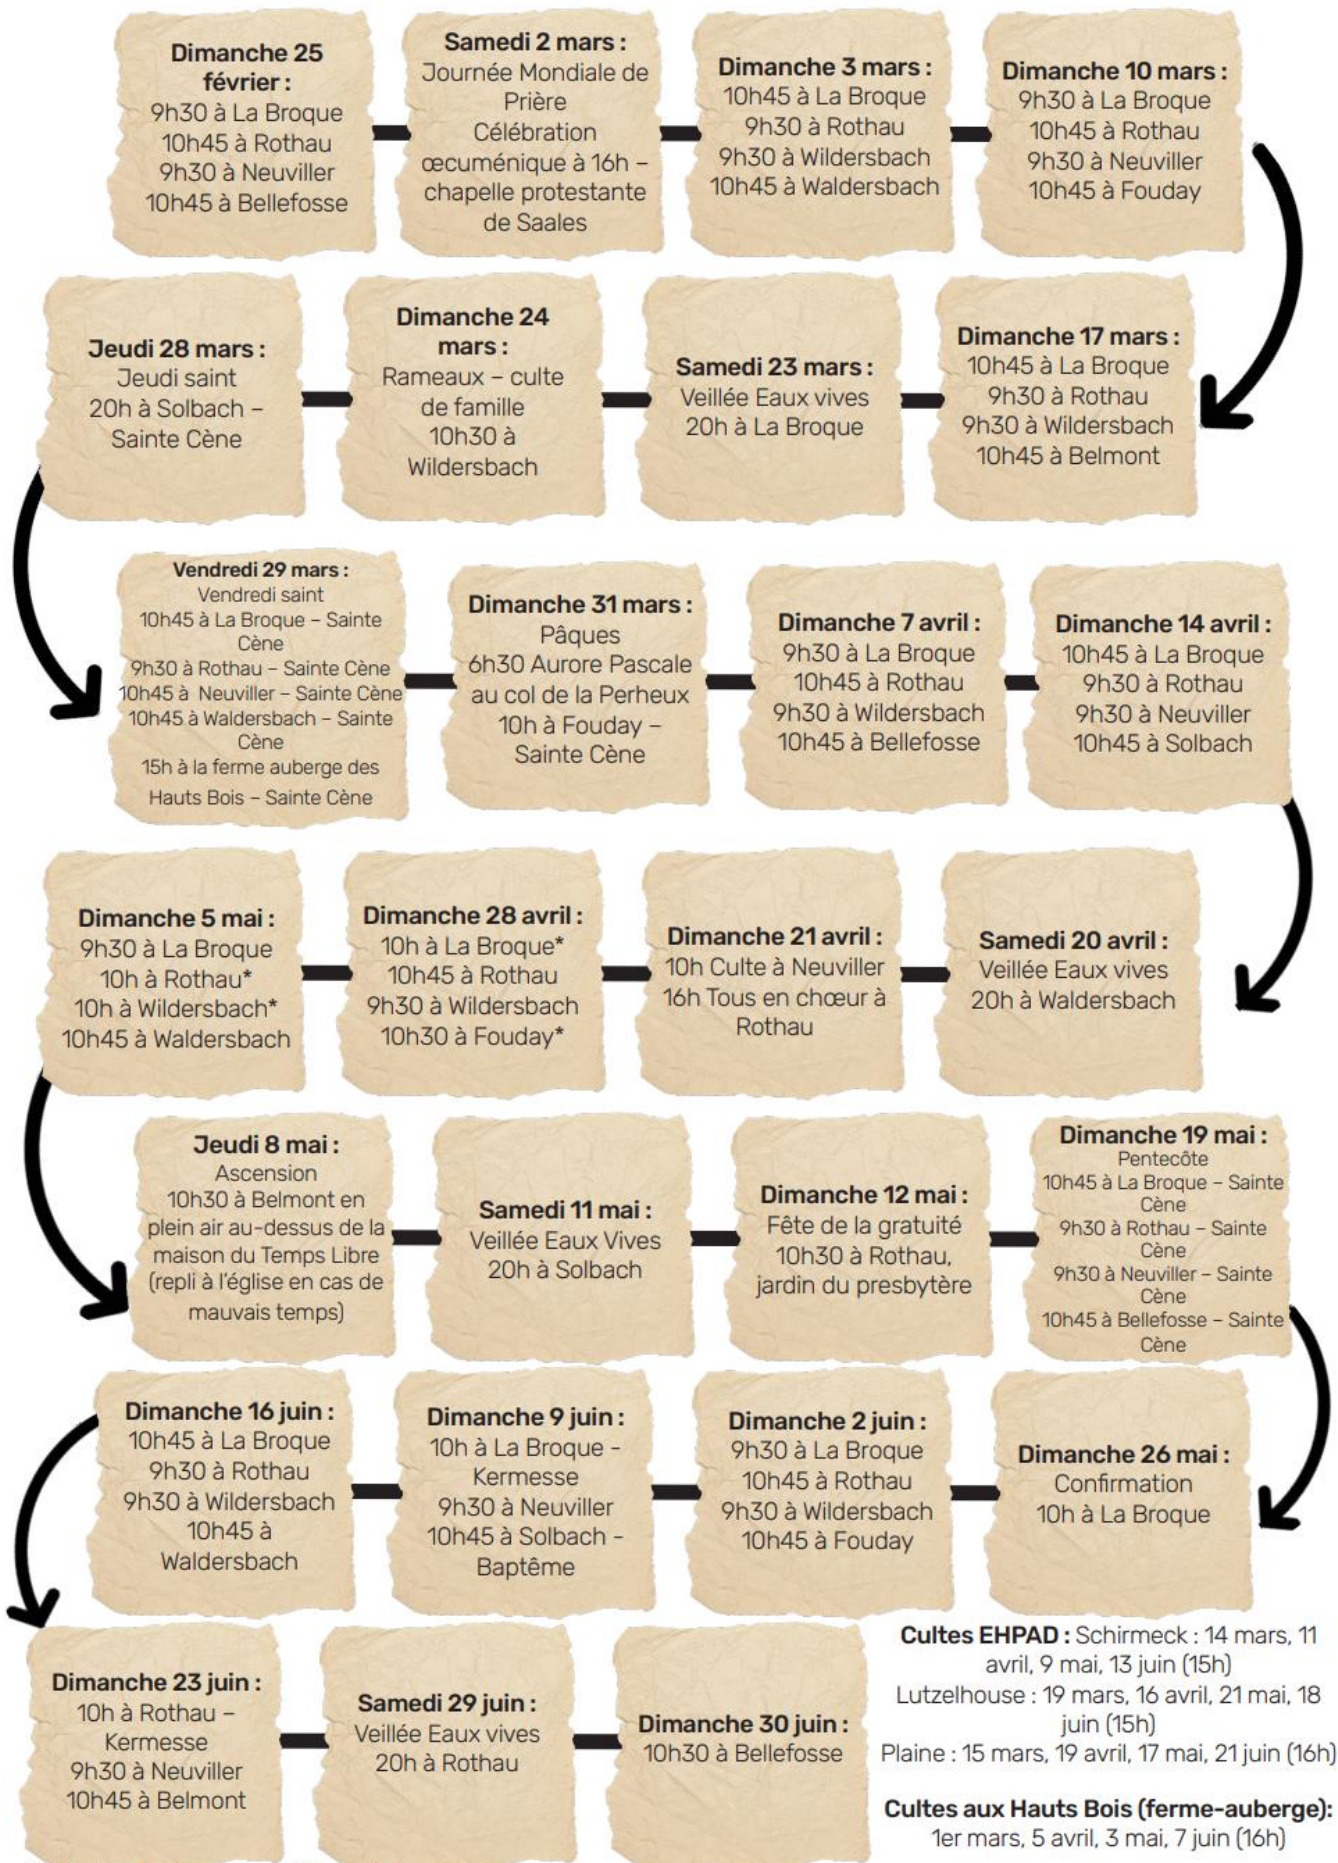 Dimanche 25
février :
9h30 à La Broque
10h45 à Rothau
9h30 à Neuviller
10h45 à Bellefosse
Samedi 2 mars :
Journée Mondiale de
Prière
Célébration
œcuménique à 16h –
chapelle protestante
de Saales
Dimanche 3 mars :
10h45 à La Broque
9h30 à Rothau
9h30 à Wildersbach
10h45 à Waldersbach
Dimanche 10 mars :
9h30 à La Broque
10h45 à Rothau
9h30 à Neuviller
10h45 à Fouday
Dimanche 17 mars :
10h45 à La Broque
9h30 à Rothau
9h30 à Wildersbach
10h45 à Belmont
Samedi 23 mars :
Veillée Eaux vives
20h à La Broque
Dimanche 24
mars :
Rameaux – culte
de famille
10h30 à
Wildersbach
Jeudi 28 mars :
Jeudi saint
20h à Solbach –
Sainte Cène
Vendredi 29 mars :
Vendredi saint
10h45 à La Broque – Sainte
Cène
9h30 à Rothau – Sainte Cène
10h45 à Neuviller – Sainte Cène
10h45 à Waldersbach – Sainte
Cène
15h à la ferme auberge des
Hauts Bois – Sainte Cène
Dimanche 31 mars :
Pâques
6h30 Aurore Pascale
au col de la Perheux
10h à Fouday –
Sainte Cène
Dimanche 7 avril :
9h30 à La Broque
10h45 à Rothau
9h30 à Wildersbach
10h45 à Bellefosse
Dimanche 14 avril :
10h45 à La Broque
9h30 à Rothau
9h30 à Neuviller
10h45 à Solbach
Samedi 20 avril :
Veillée Eaux vives
20h à Waldersbach
Dimanche 21 avril :
10h Culte à Neuviller
16h Tous en chœur à
Rothau
Dimanche 28 avril :
10h à La Broque*
10h45 à Rothau
9h30 à Wildersbach
10h30 à Fouday*
Dimanche 5 mai :
9h30 à La Broque
10h à Rothau*
10h à Wildersbach*
10h45 à Waldersbach
Jeudi 8 mai :
Ascension
10h30 à Belmont en
plein air au-dessus de la
maison du Temps Libre
(repli à l'église en cas de
mauvais temps)
Samedi 11 mai :
Veillée Eaux Vives
20h à Solbach
Dimanche 12 mai :
Fête de la gratuité
10h30 à Rothau,
jardin du presbytère
Dimanche 19 mai :
Pentecôte
10h45 à La Broque – Sainte
Cène
9h30 à Rothau – Sainte
Cène
9h30 à Neuviller – Sainte
Cène
10h45 à Bellefosse – Sainte
Cène
Dimanche 26 mai :
Confirmation
10h à La Broque
Dimanche 2 juin :
9h30 à La Broque
10h45 à Rothau
9h30 à Wildersbach
10h45 à Fouday
Dimanche 9 juin :
10h à La Broque -
Kermesse
9h30 à Neuviller
10h45 à Solbach -
Baptême
Dimanche 16 juin :
10h45 à La Broque
9h30 à Rothau
9h30 à Wildersbach
10h45 à
Waldersbach
Dimanche 23 juin :
10h à Rothau –
Kermesse
9h30 à Neuviller
10h45 à Belmont
Samedi 29 juin :
Veillée Eaux vives
20h à Rothau
Dimanche 30 juin :
10h30 à Bellefosse
Cultes EHPAD : Schirmeck : 14 mars, 11
avril, 9 mai, 13 juin (15h)
Lutzelhouse : 19 mars, 16 avril, 21 mai, 18
juin (15h)
Plaine : 15 mars, 19 avril, 17 mai, 21 juin (16h)
Cultes aux Hauts Bois (ferme-auberge):
1er mars, 5 avril, 3 mai, 7 juin (16h)